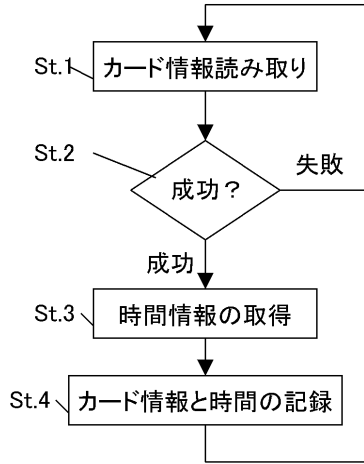 St.1 カード情報読み取り
St.2
成功？
失敗
成功
St.3 時間情報の取得
St.4 カード情報と時間の記録